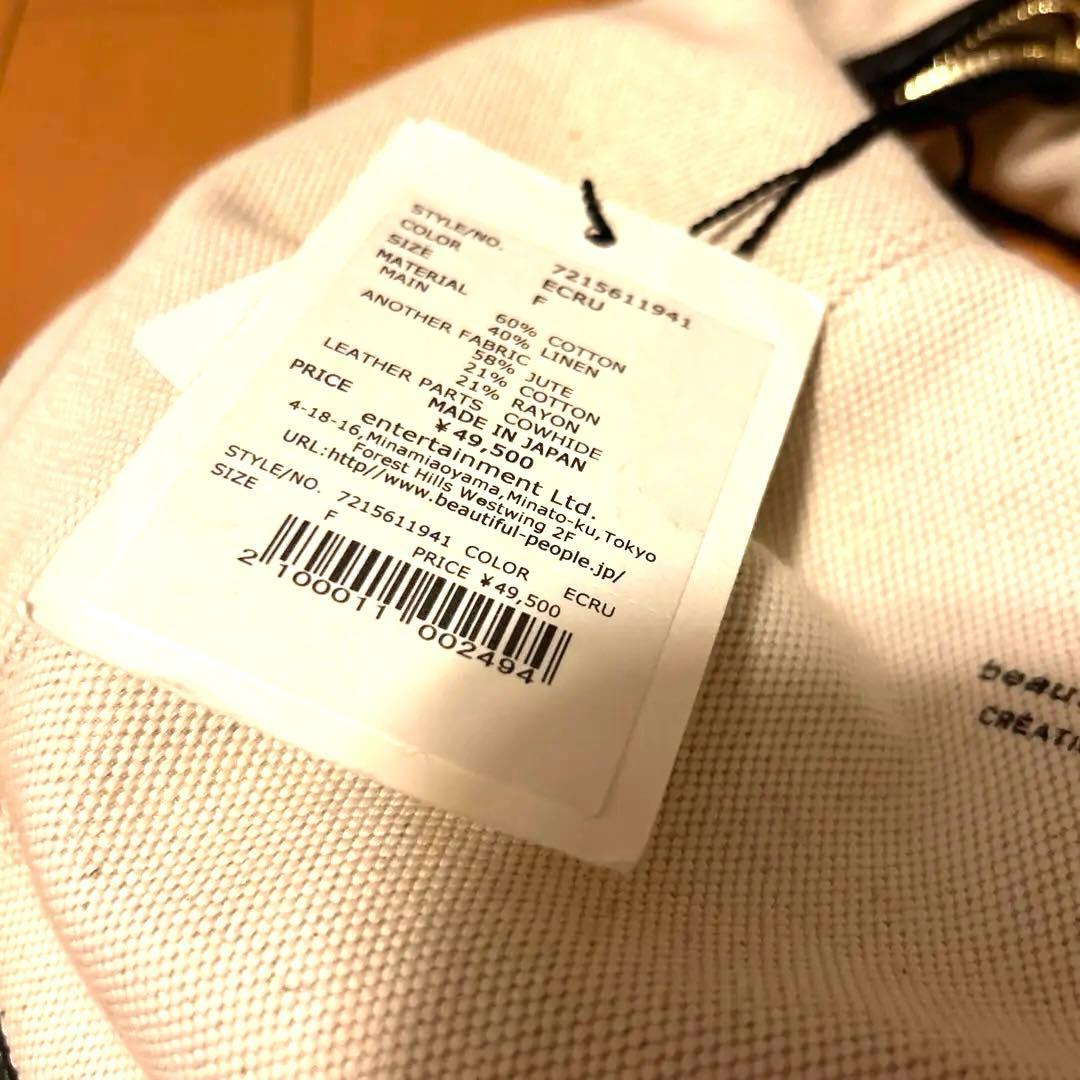 STYLE/NO. 7215611941
COLOR ECRU
SIZE F
MATERIAL
MAIN 60% COTTON
40% LINEN
ANOTHER FABRIC
58% JUTE
21% COTTON
21% RAYON
LEATHER PARTS COWHIDE
MADE IN JAPAN
PRICE ¥49,500
entertainment Ltd.
4-18-16,Minamiaoyama,Minato-ku,Tokyo
Forest Hills Westwing 2F
URL:http//www.beautiful-people.jp/
STYLE/NO. 7215611941 COLOR ECRU
SIZE F PRICE ¥49,500
2 100011 002494
beau
CRÉATI